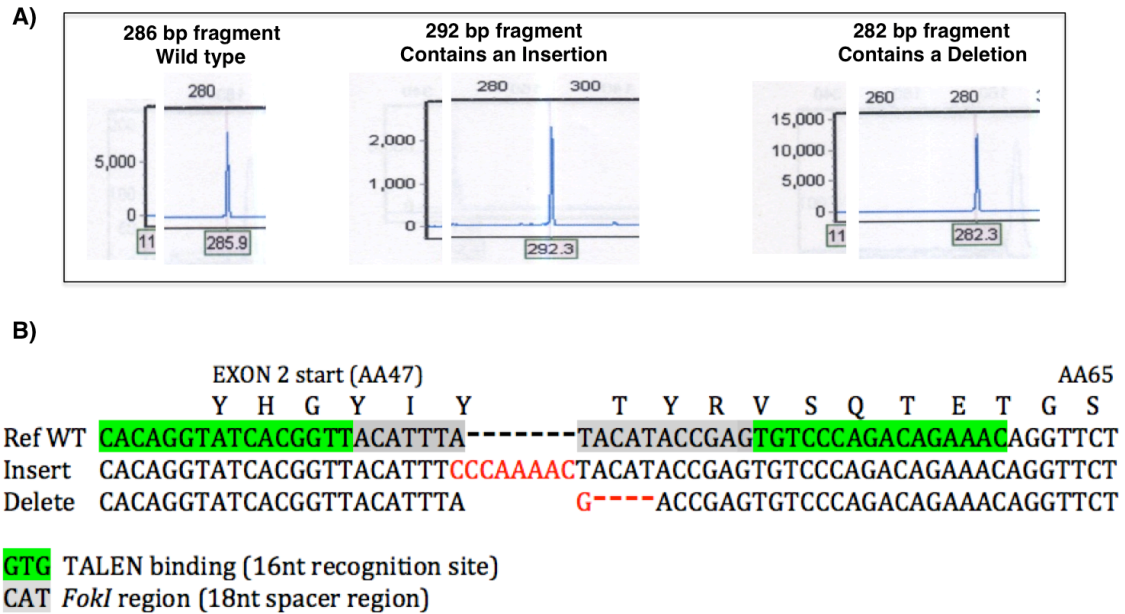 A)
286 bp fragment
Wild type
292 bp fragment
Contains an Insertion
282 bp fragment
Contains a Deletion
280
5,000
0
11
285.9
280 300
2,000
1,000
0
292.3
260 280
15,000
10,000
5,000
0
11
282.3
B)
EXON 2 start (AA47) AA65
Y H G Y I Y T Y R V S Q T E T G S
Ref WT CACAGGTATCACGGTTACATTTA-------TACATACCGAGTGTCCCAGACAGAAACAGGTTCT
Insert CACAGGTATCACGGTTACATTTCCCAAAACTACATACCGAGTGTCCCAGACAGAAACAGGTTCT
Delete CACAGGTATCACGGTTACATTTA G----ACCGAGTGTCCCAGACAGAAACAGGTTCT
GTG TALEN binding (16nt recognition site)
CAT FokI region (18nt spacer region)